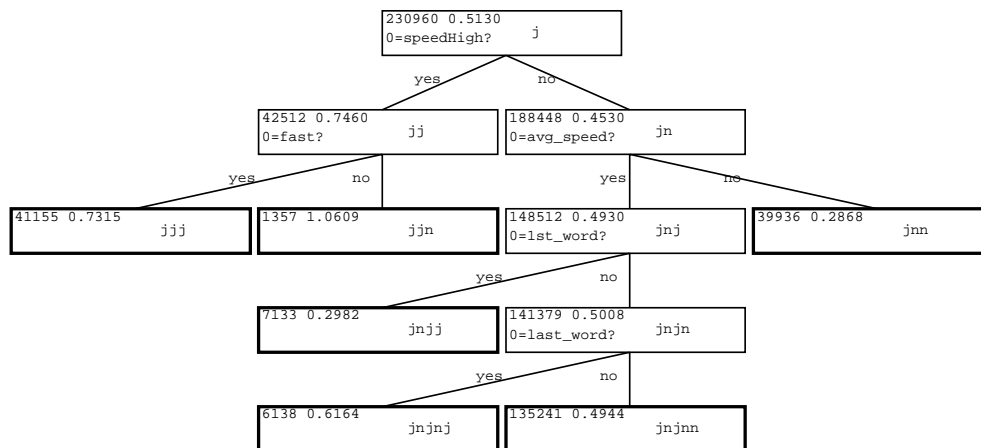 230960 0.5130
0=speedHigh?
j
yes
no
42512 0.7460
0=fast?
jj
188448 0.4530
0=avg_speed?
jn
yes
no
yes
no
41155 0.7315
jjj
1357 1.0609
jjn
148512 0.4930
0=lst_word?
jnj
39936 0.2868
jnn
yes
no
7133 0.2982
jnjj
141379 0.5008
0=last_word?
jnjn
yes
no
6138 0.6164
jnjnj
135241 0.4944
jnjnn